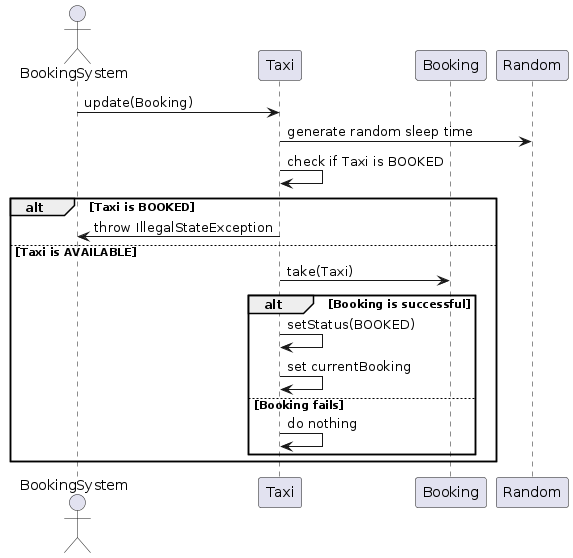 BookingSystem
Taxi
Booking
Random
update(Booking)
generate random sleep time
check if Taxi is BOOKED
alt [Taxi is BOOKED]
throw IllegalStateException
[Taxi is AVAILABLE]
take(Taxi)
alt [Booking is successful]
setStatus(BOOKED)
set currentBooking
[Booking fails]
do nothing
BookingSystem
Taxi
Booking
Random